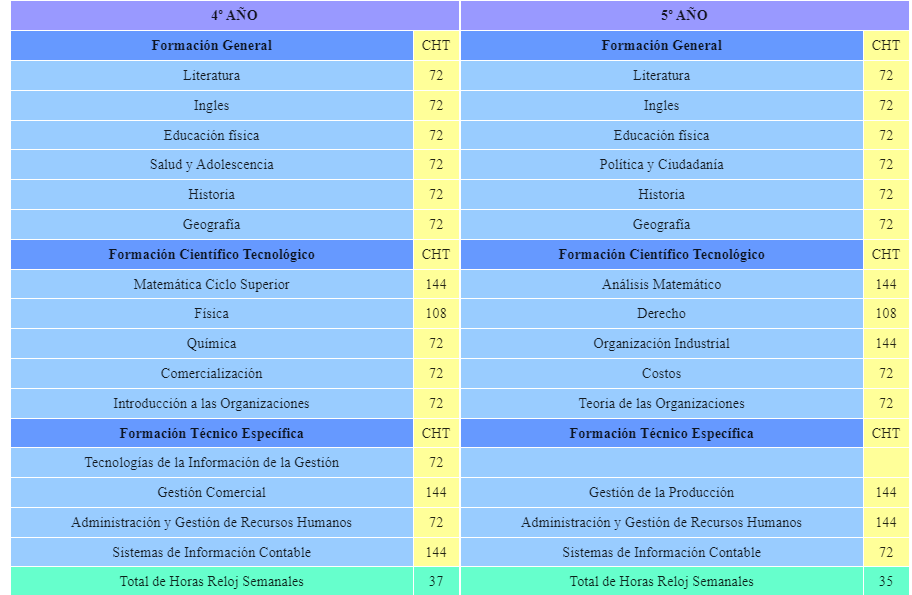 4º AÑO 5º AÑO
Formación General CHT Formación General CHT
Literatura 72 Literatura 72
Ingles 72 Ingles 72
Educación física 72 Educación física 72
Salud y Adolescencia 72 Política y Ciudadanía 72
Historia 72 Historia 72
Geografía 72 Geografía 72
Formación Científico Tecnológico CHT Formación Científico Tecnológico CHT
Matemática Ciclo Superior 144 Análisis Matemático 144
Física 108 Derecho 108
Química 72 Organización Industrial 144
Comercialización 72 Costos 72
Introducción a las Organizaciones 72 Teoria de las Organizaciones 72
Formación Técnico Específica CHT Formación Técnico Específica CHT
Tecnologías de la Información de la Gestión 72
Gestión Comercial 144 Gestión de la Producción 144
Administración y Gestión de Recursos Humanos 72 Administración y Gestión de Recursos Humanos 144
Sistemas de Información Contable 144 Sistemas de Información Contable 72
Total de Horas Reloj Semanales 37 Total de Horas Reloj Semanales 35